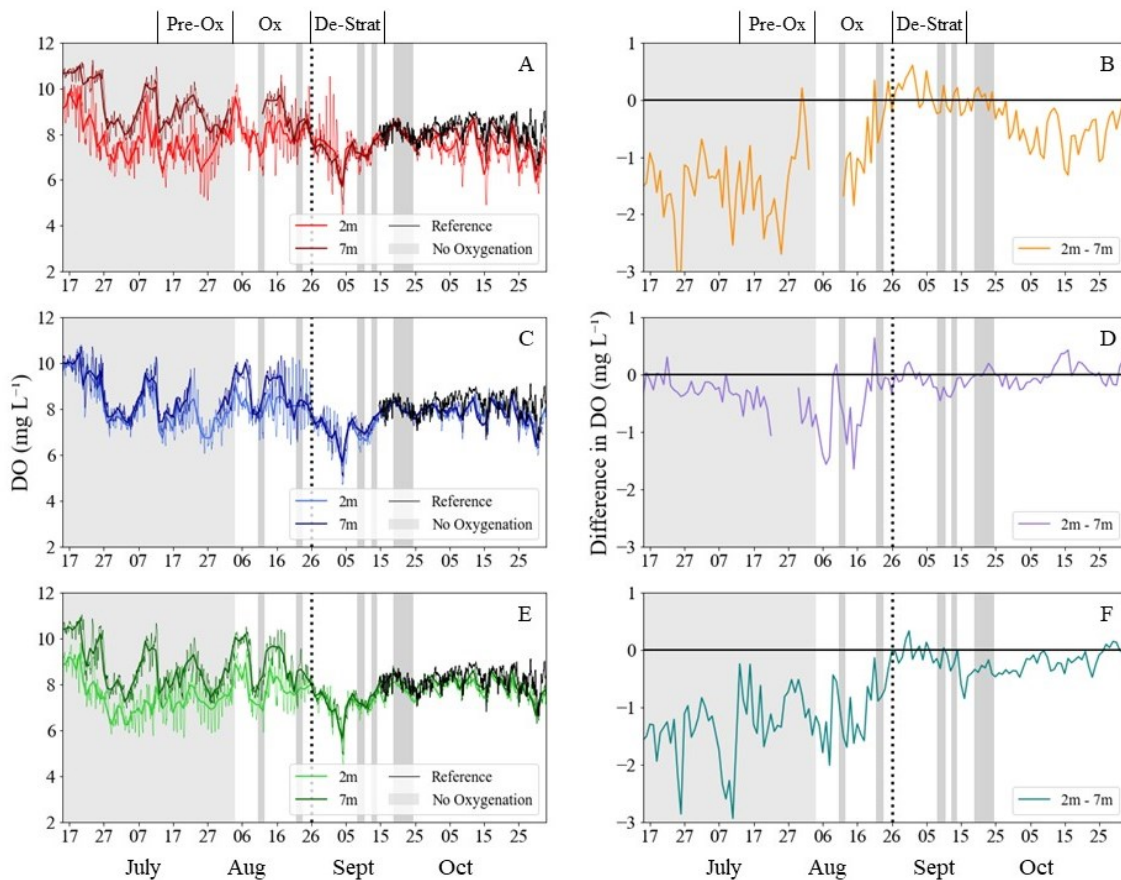 Pre-Ox Ox De-Strat
Pre-Ox Ox De-Strat
12
10
8
6
4
2
A
2m
7m
Reference
No Oxygenation
17 27 07 17 27 06 16 26 05 15 25 05 15 25
1
0
−1
−2
−3
B
2m - 7m
17 27 07 17 27 06 16 26 05 15 25 05 15 25
DO (mg L⁻¹)
12
10
8
6
4
2
C
2m
7m
Reference
No Oxygenation
17 27 07 17 27 06 16 26 05 15 25 05 15 25
Difference in DO (mg L⁻¹)
1
0
−1
−2
−3
D
2m - 7m
17 27 07 17 27 06 16 26 05 15 25 05 15 25
12
10
8
6
4
2
E
2m
7m
Reference
No Oxygenation
17 27 07 17 27 06 16 26 05 15 25 05 15 25
July Aug Sept Oct
1
0
−1
−2
−3
F
2m - 7m
17 27 07 17 27 06 16 26 05 15 25 05 15 25
July Aug Sept Oct